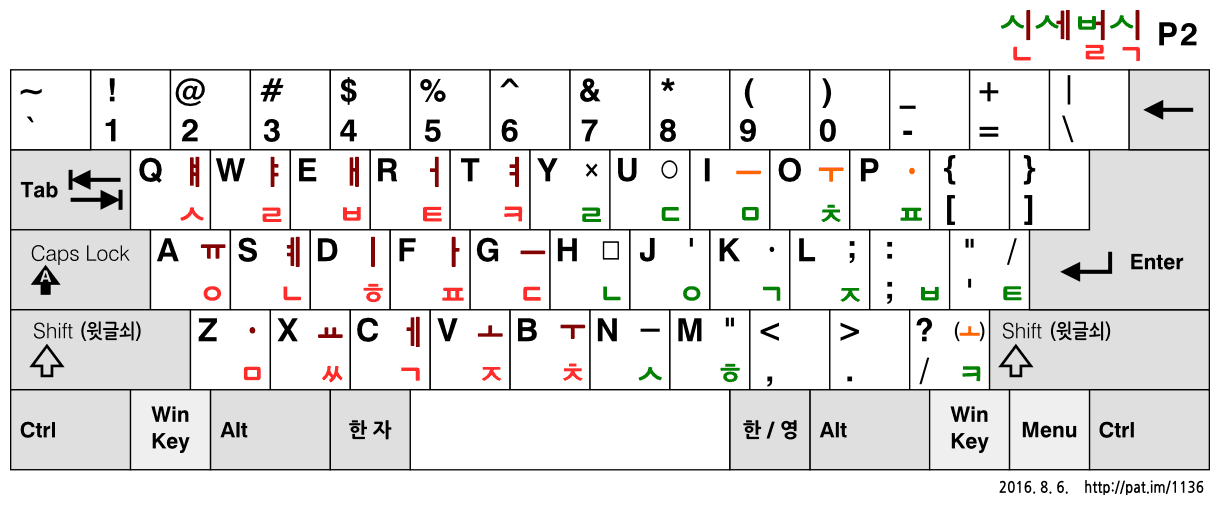 신세벌식 P2
~ ! @ # $ % ^ & * ( ) _ + |
` 1 2 3 4 5 6 7 8 9 0 - = \ ←
Tab Q ㅒ W ㅑ E ㅐ R ㅓ T ㅕ Y × U ○ I ㅡ O ㅜ P ㆍ { }
ㅅ ㄹ ㅂ ㅌ ㅋ ㄹ ㄷ ㅁ ㅊ ㅍ [ ]
Caps Lock A ㅠ S ㅖ D ㅣ F ㅏ G ㅡ H □ J ' K · L ; : " / Enter
A ㅇ ㄴ ㅎ ㅍ ㄷ ㄴ ㅇ ㄱ ㅈ ; ㅂ ' ㅌ
Shift (윗글쇠) Z ㆍ X ㅛ C ㅔ V ㅗ B ㅜ N – M " < > ? (ㅗ) Shift (윗글쇠)
ㅁ ㅆ ㄱ ㅈ ㅊ ㅅ ㅎ , . / ㅋ
Ctrl Win Key Alt 한 자 한 / 영 Alt Win Key Menu Ctrl
2016. 8. 6. http://pat.im/1136